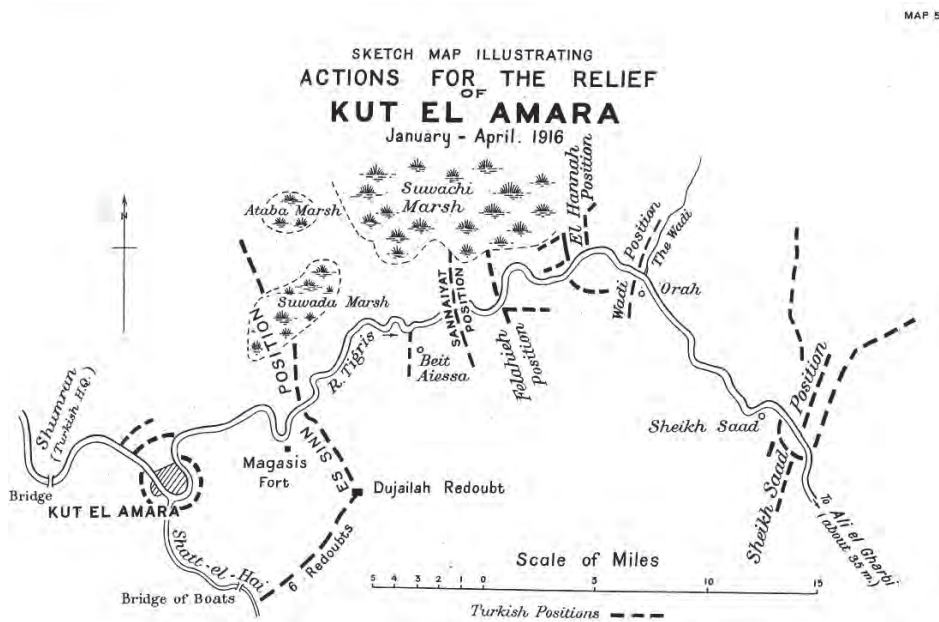 MAP 5
SKETCH MAP ILLUSTRATING
ACTIONS FOR THE RELIEF
OF
KUT EL AMARA
January - April. 1916
N
Ataba Marsh
Suwachi
Marsh
El Hannah
Position
Position
The Wadi
Suwada Marsh
POSITION
SANNAIYAT
POSITION
Wadi
Orah
R. Tigris
Beit
Aiessa
Felahieh
Position
Shumran
(Turkish H.Q.)
Sheikh Saad
Position
ES SINN
Magasis
Fort
Bridge
KUT EL AMARA
Dujailah Redoubt
Sheikh Saad
To Ali el Gharbi
(about 35 m.)
Shatt-el-Hai
6 Redoubts
Bridge of Boats
Scale of Miles
5 4 3 2 1 0 5 10 15
Turkish Positions